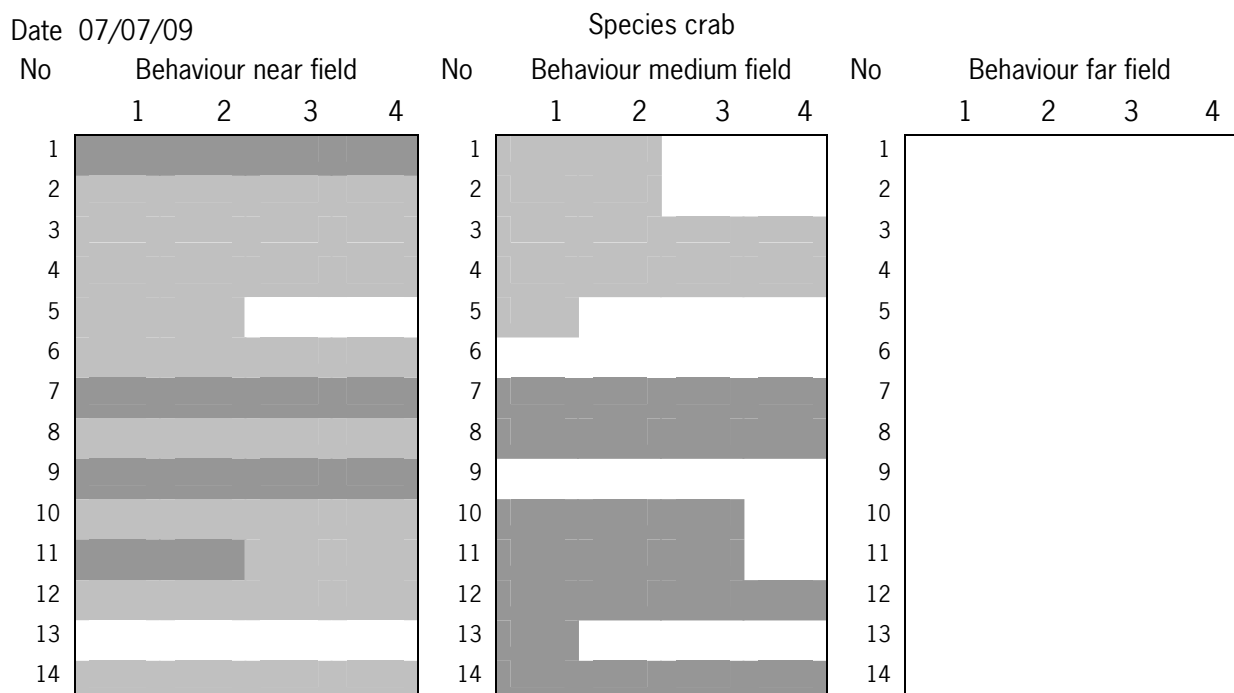 Date 07/07/09 Species crab
No Behaviour near field No Behaviour medium field No Behaviour far field
1 2 3 4 1 2 3 4 1 2 3 4
1 1 1
2 2 2
3 3 3
4 4 4
5 5 5
6 6 6
7 7 7
8 8 8
9 9 9
10 10 10
11 11 11
12 12 12
13 13 13
14 14 14